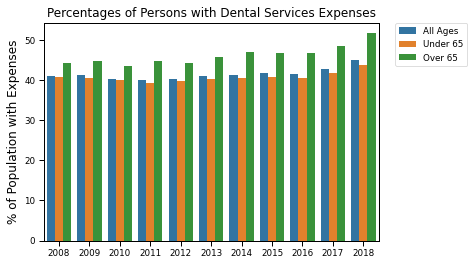 Percentages of Persons with Dental Services Expenses
All Ages
Under 65
Over 65
% of Population with Expenses
50
40
30
20
10
0
2008 2009 2010 2011 2012 2013 2014 2015 2016 2017 2018